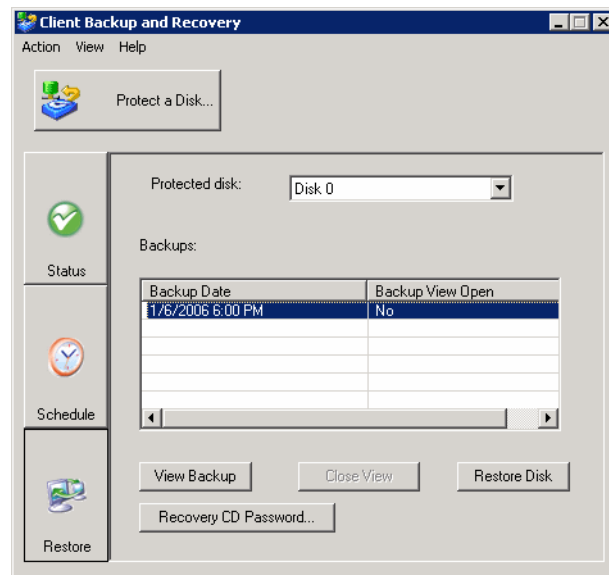 Client Backup and Recovery
Action View Help
Protect a Disk...
Protected disk: Disk 0
Backups:
Status
Backup Date Backup View Open
1/6/2006 6:00 PM No
Schedule
View Backup Close View Restore Disk
Recovery CD Password...
Restore